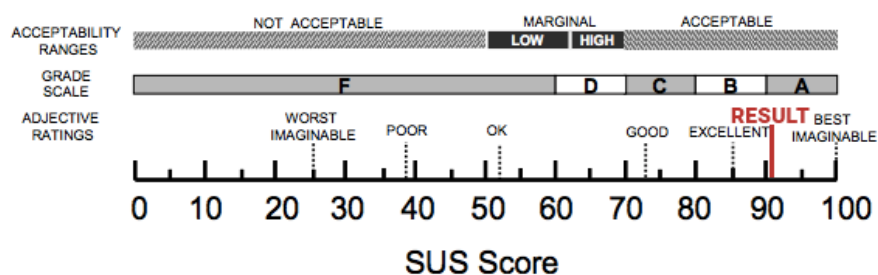 NOT ACCEPTABLE
MARGINAL
ACCEPTABLE
ACCEPTABILITY
RANGES
LOW
HIGH
GRADE
SCALE
F
D
C
B
A
ADJECTIVE
RATINGS
WORST
IMAGINABLE
POOR
OK
GOOD
EXCELLENT
RESULT
BEST
IMAGINABLE
0 10 20 30 40 50 60 70 80 90 100
SUS Score